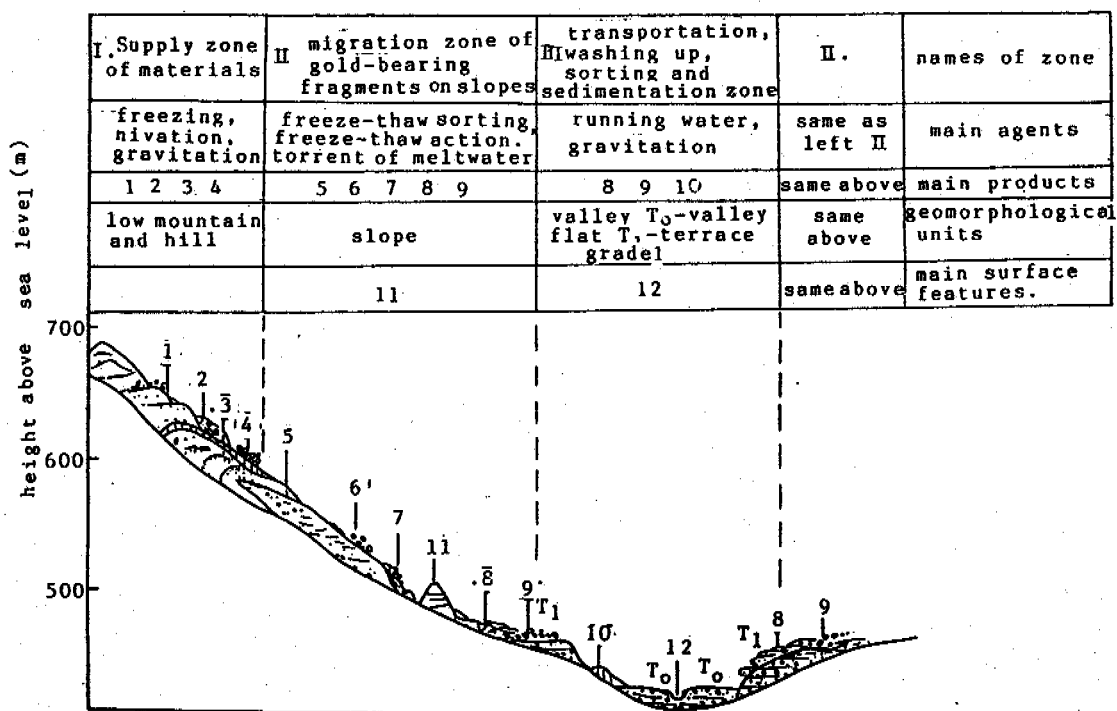 I. Supply zone
of materials
II migration zone of
gold-bearing
fragments on slopes
III transportation,
washing up,
sorting and
sedimentation zone
II.
names of zone
freezing,
nivation,
gravitation
freeze-thaw sorting,
freeze-thaw action.
torrent of meltwater
running water,
gravitation
same as
left II
main agents
1 2 3 4
5 6 7 8 9
8 9 10
same above
main products
low mountain
and hill
slope
valley T0-valley
flat T1-terrace
grade1
same
above
geomorphological
units
11
12
same above
main surface
features.
height above sea level (m)
700
600
500
1
2
3
4
5
6
7
11
8
9
T1
10
12
T0
T0
T1
8
9